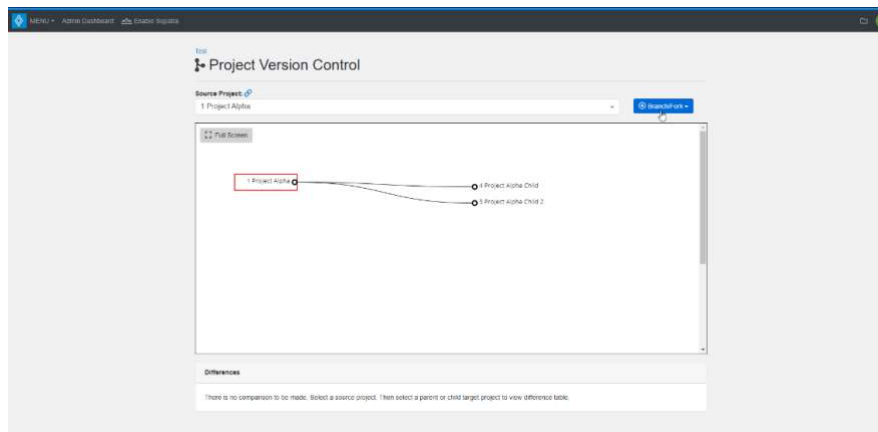 MENU Admin Dashboard Enable Sepatra
Test
Project Version Control
Source Project:
1 Project Alpha
Branch/Fork
Full Screen
1 Project Alpha
4 Project Alpha Child
5 Project Alpha Child 2
Differences
There is no comparison to be made. Select a source project. Then select a parent or child target project to view difference table.